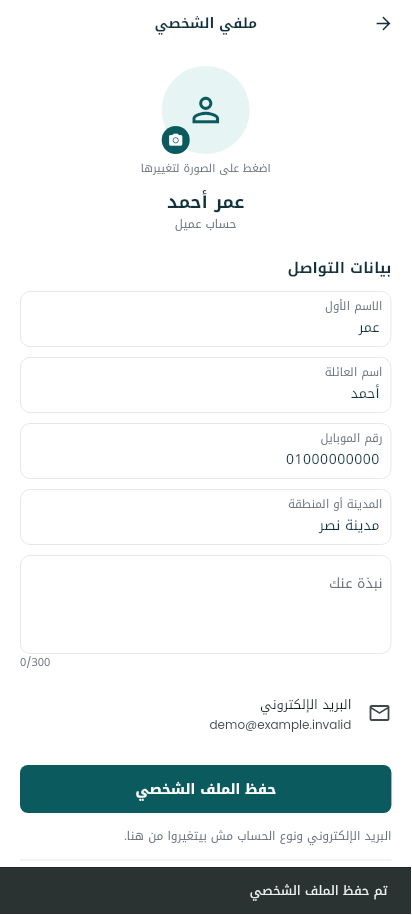 ملفي الشخصي
اضغط على الصورة لتغييرها
عمر أحمد
حساب عميل
بيانات التواصل
الاسم الأول
عمر
اسم العائلة
أحمد
رقم الموبايل
01000000000
المدينة أو المنطقة
مدينة نصر
نبذة عنك
0/300
البريد الإلكتروني
demo@example.invalid
حفظ الملف الشخصي
البريد الإلكتروني ونوع الحساب مش بيتغيروا من هنا.
تم حفظ الملف الشخصي